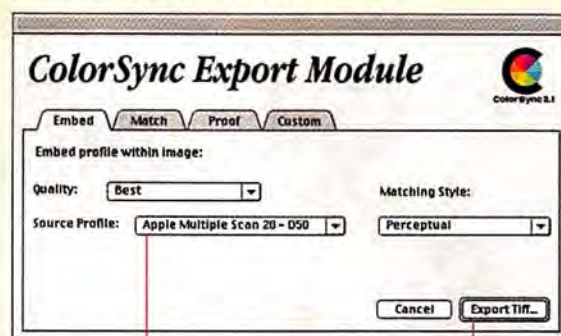 ColorSync Export Module
ColorSync 2.1
Embed Match Proof Custom
Embed profile within image:
Quality: Best
Matching Style:
Source Profile: Apple Multiple Scan 20 - D50 Perceptual
Cancel Export Tiff...